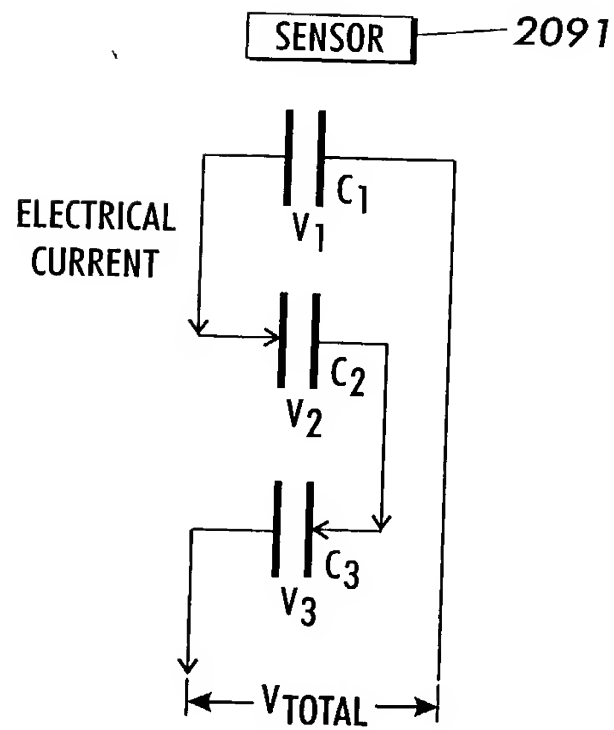 SENSOR
2091
C1
V1
ELECTRICAL
CURRENT
C2
V2
C3
V3
VTOTAL